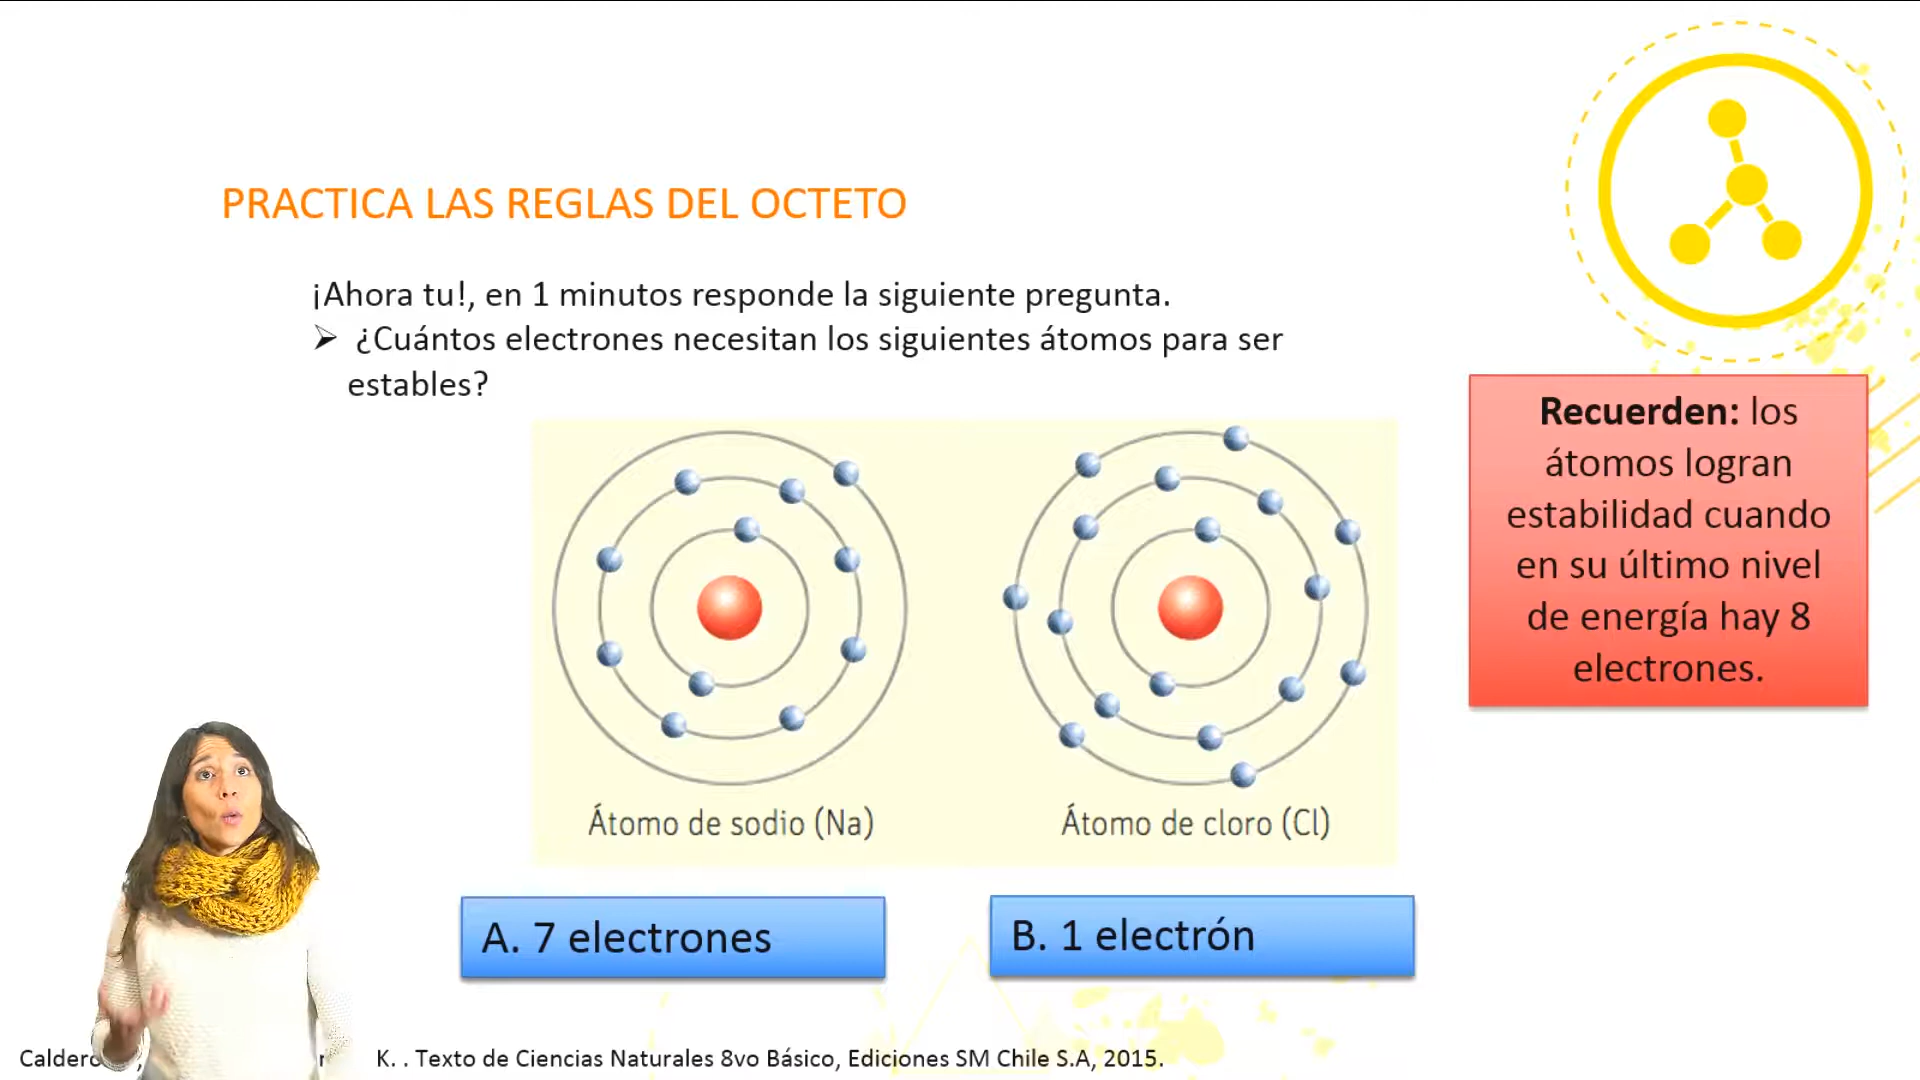 PRACTICA LAS REGLAS DEL OCTETO
¡Ahora tu!, en 1 minutos responde la siguiente pregunta.
➢ ¿Cuántos electrones necesitan los siguientes átomos para ser
estables?
Recuerden: los
átomos logran
estabilidad cuando
en su último nivel
de energía hay 8
electrones.
Átomo de sodio (Na)
Átomo de cloro (Cl)
A. 7 electrones
B. 1 electrón
K. . Texto de Ciencias Naturales 8vo Básico, Ediciones SM Chile S.A, 2015.